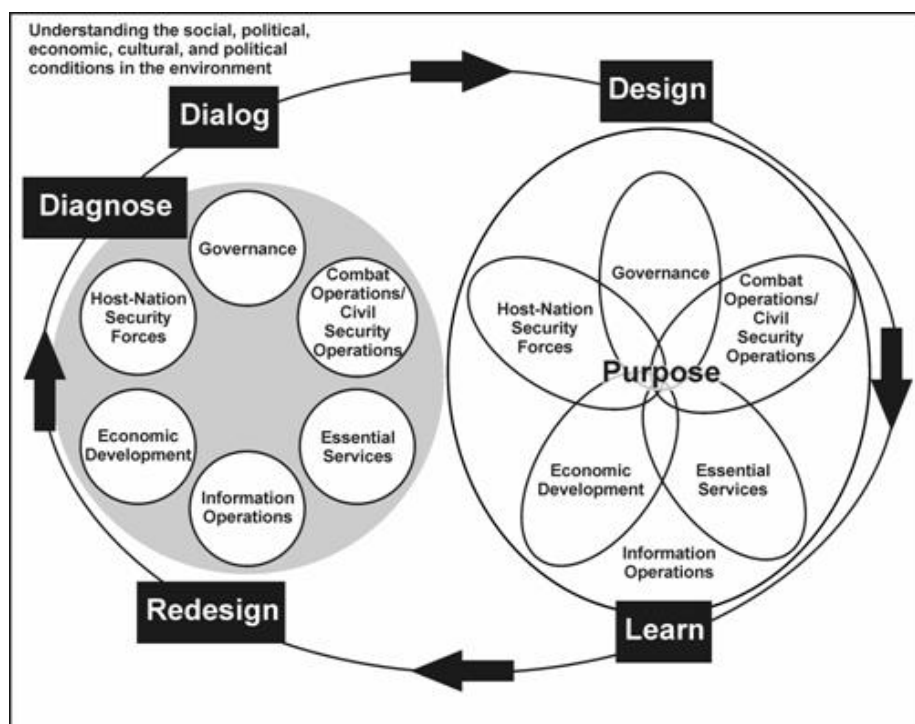 Understanding the social, political,
economic, cultural, and political
conditions in the environment
Dialog
Design
Diagnose
Governance
Host-Nation
Security
Forces
Combat
Operations/
Civil
Security
Operations
Economic
Development
Essential
Services
Information
Operations
Governance
Host-Nation
Security
Forces
Combat
Operations/
Civil
Security
Operations
Purpose
Economic
Development
Essential
Services
Information
Operations
Redesign
Learn